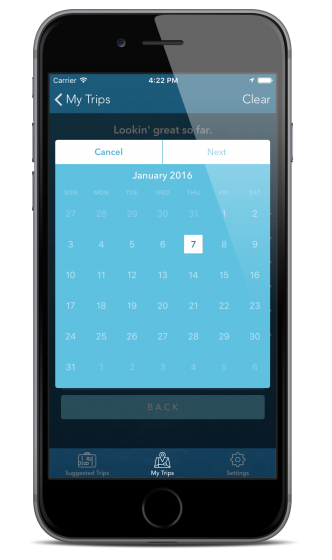 Carrier 4:22 PM
My Trips Clear
Lookin' great so far.
Cancel Next
January 2016
SUN MON TUE WED THU FRI SAT
27 28 29 30 31 1 2
3 4 5 6 7 8 9
10 11 12 13 14 15 16
17 18 19 20 21 22 23
24 25 26 27 28 29 30
31 1 2 3 4 5 6
BACK
Suggested Trips My Trips Settings